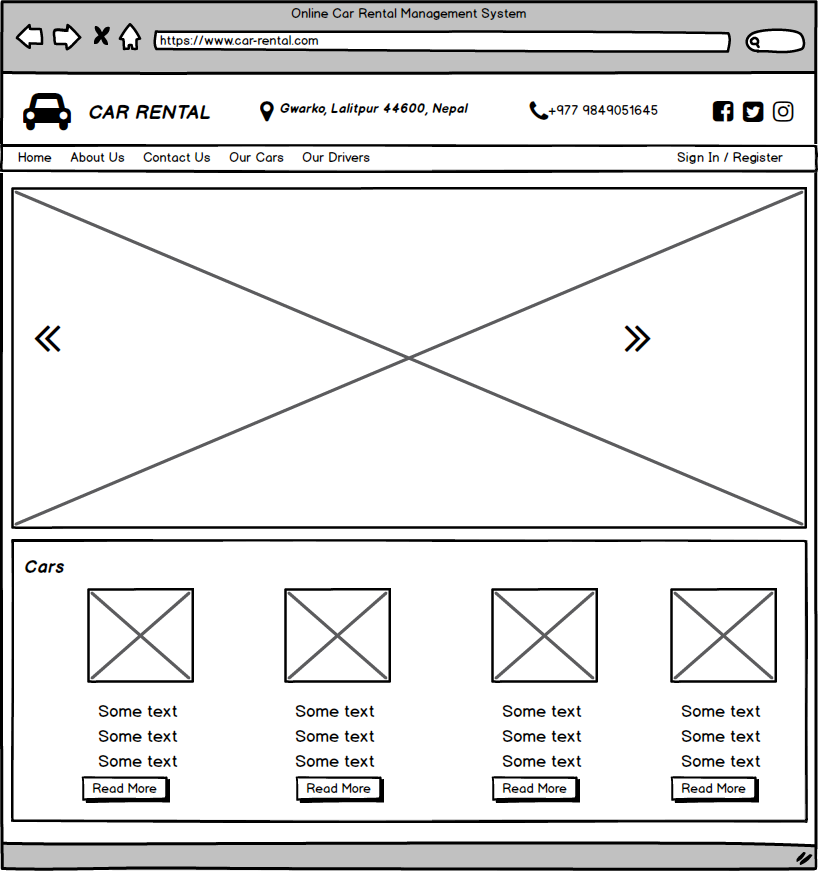 Online Car Rental Management System
https://www.car-rental.com
CAR RENTAL
Gwarko, Lalitpur 44600, Nepal
+977 9849051645
Home About Us Contact Us Our Cars Our Drivers Sign In / Register
Cars
Some text Some text Some text Some text
Some text Some text Some text Some text
Some text Some text Some text Some text
Read More Read More Read More Read More